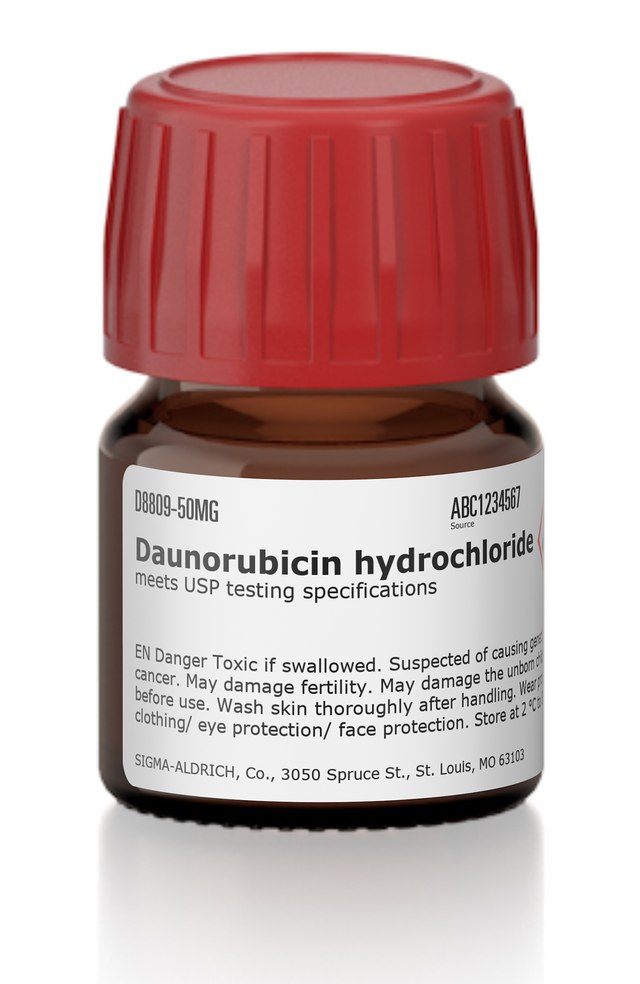 D8809-50MG
ABC1234567
Source
Daunorubicin hydrochloride
meets USP testing specifications
EN Danger Toxic if swallowed. Suspected of causing
cancer. May damage fertility. May damage the unborn
before use. Wash skin thoroughly after handling. Wear
clothing/ eye protection/ face protection. Store at 2 °C
SIGMA-ALDRICH, Co., 3050 Spruce St., St. Louis, MO 63103